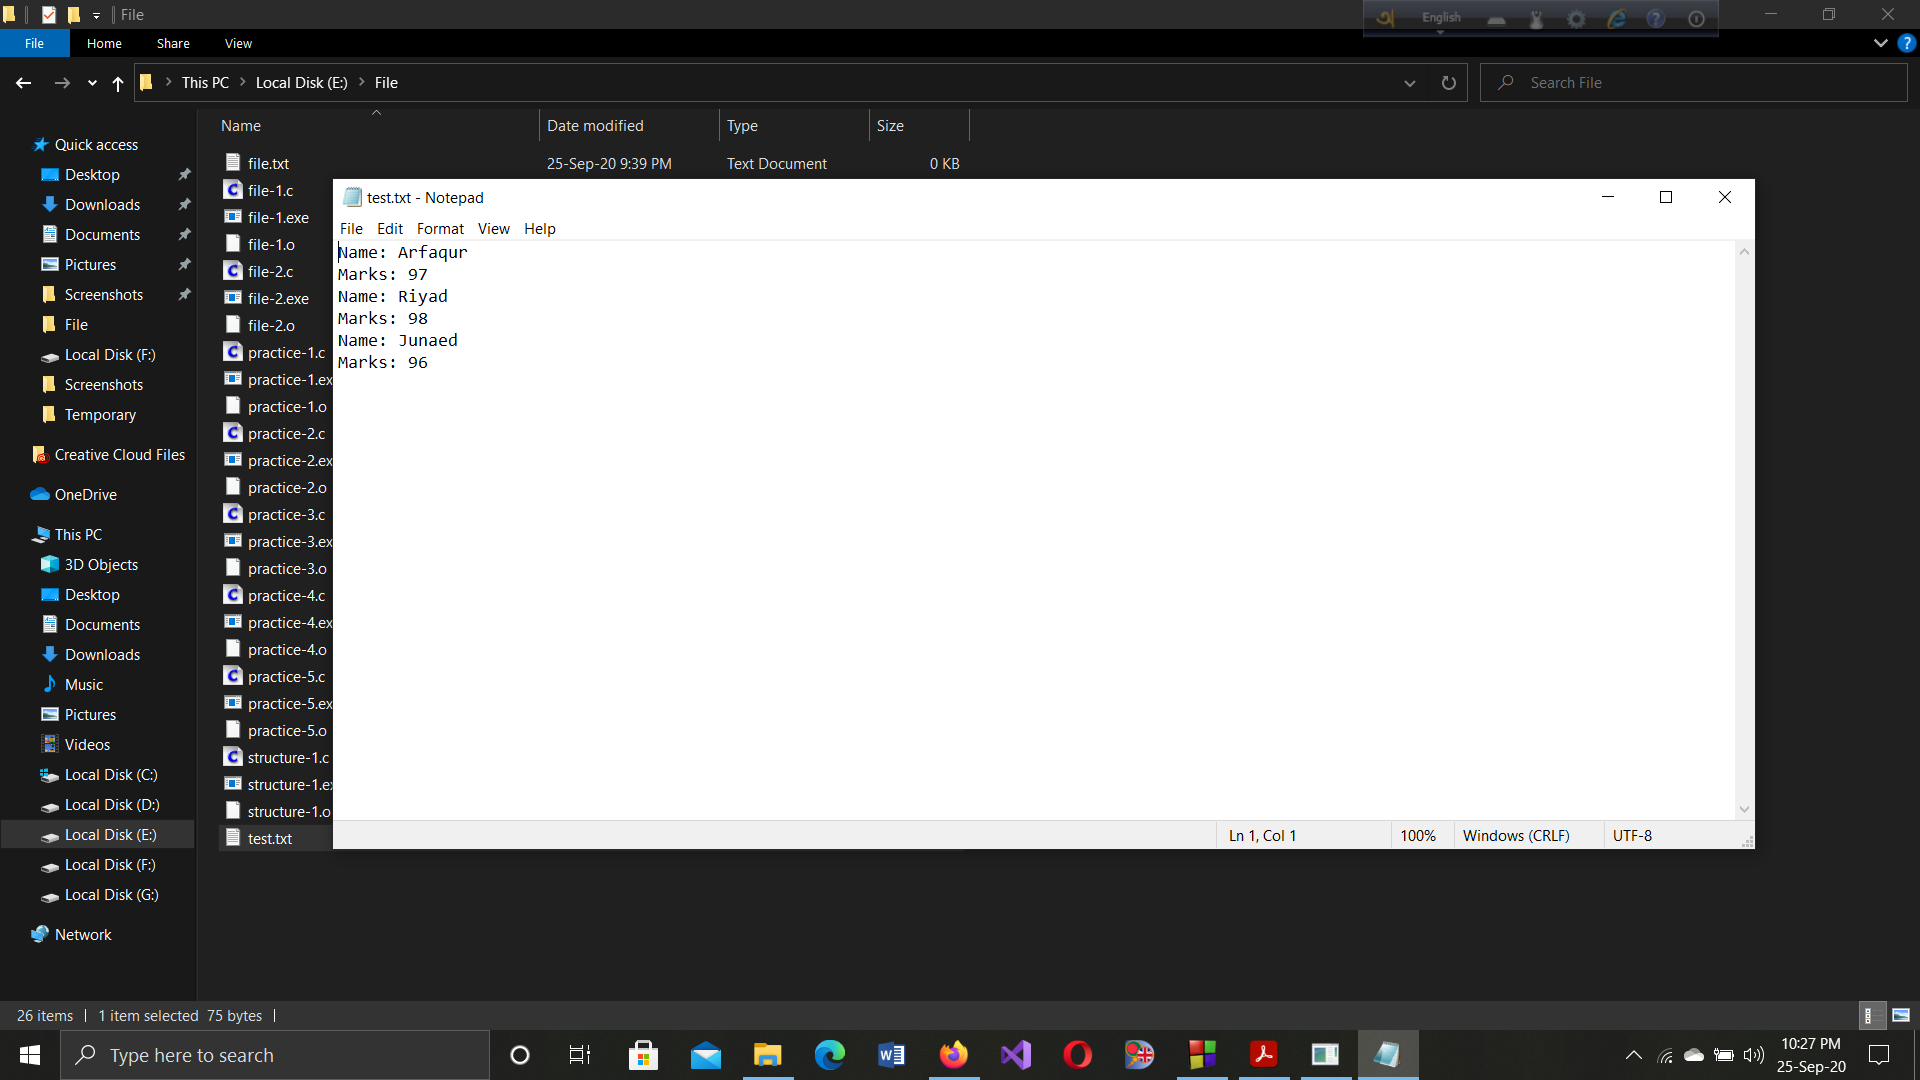 File
English
File Home Share View
This PC Local Disk (E:) File
Search File
Name Date modified Type Size
Quick access
Desktop
Downloads
Documents
Pictures
Screenshots
File
Local Disk (F:)
Screenshots
Temporary
Creative Cloud Files
OneDrive
This PC
3D Objects
Desktop
Documents
Downloads
Music
Pictures
Videos
Local Disk (C:)
Local Disk (D:)
Local Disk (E:)
Local Disk (F:)
Local Disk (G:)
Network
file.txt 25-Sep-20 9:39 PM Text Document 0 KB
file-1.c
file-1.exe
file-1.o
file-2.c
file-2.exe
file-2.o
practice-1.c
practice-1.ex
practice-1.o
practice-2.c
practice-2.ex
practice-2.o
practice-3.c
practice-3.ex
practice-3.o
practice-4.c
practice-4.ex
practice-4.o
practice-5.c
practice-5.ex
practice-5.o
structure-1.c
structure-1.ex
structure-1.o
test.txt
test.txt - Notepad
File Edit Format View Help
Name: Arfaqur
Marks: 97
Name: Riyad
Marks: 98
Name: Junaed
Marks: 96
Ln 1, Col 1 100% Windows (CRLF) UTF-8
26 items 1 item selected 75 bytes
Type here to search
10:27 PM
25-Sep-20